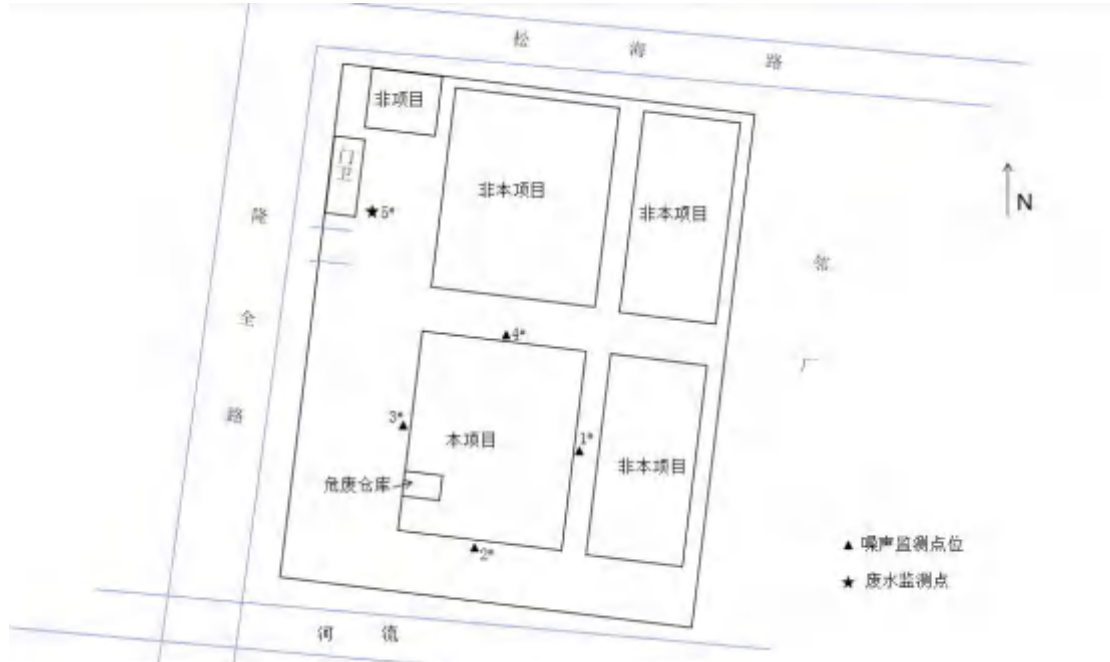 松海路
非项目
门卫
非本项目
非本项目
5*
隆全路
邻厂
N
4*
3*
本项目
1*
非本项目
危废仓库
2*
▲ 噪声监测点位
★ 废水监测点
河流